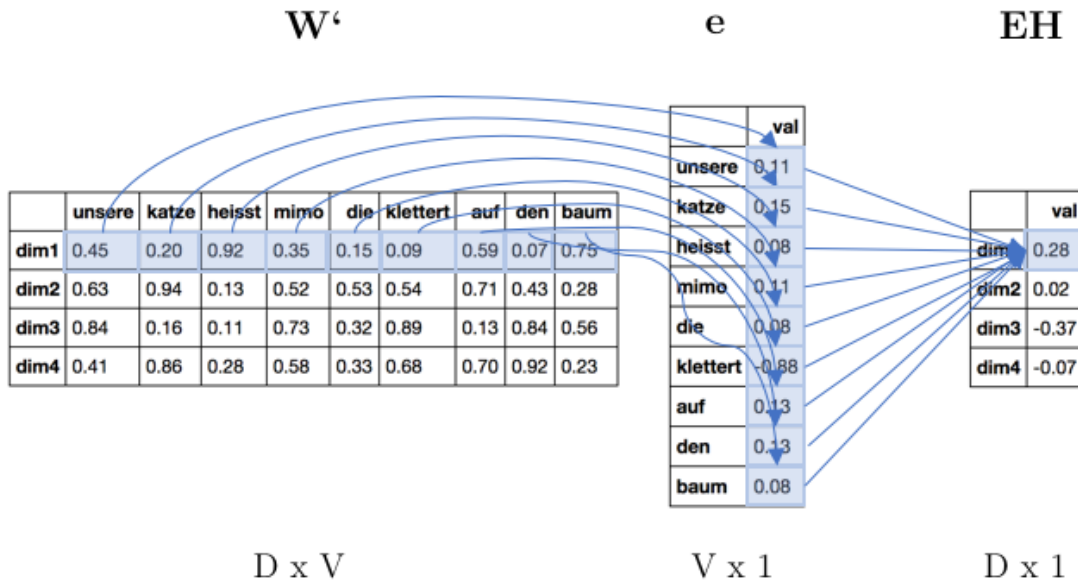 W‘ e EH
val
unsere 0.11
katze 0.15
heisst 0.08
mimo 0.11
die 0.08
klettert -0.88
auf 0.13
den 0.13
baum 0.08
unsere katze heisst mimo die klettert auf den baum
dim1 0.45 0.20 0.92 0.35 0.15 0.09 0.59 0.07 0.75
dim2 0.63 0.94 0.13 0.52 0.53 0.54 0.71 0.43 0.28
dim3 0.84 0.16 0.11 0.73 0.32 0.89 0.13 0.84 0.56
dim4 0.41 0.86 0.28 0.58 0.33 0.68 0.70 0.92 0.23
val
dim1 0.28
dim2 0.02
dim3 -0.37
dim4 -0.07
D x V V x 1 D x 1